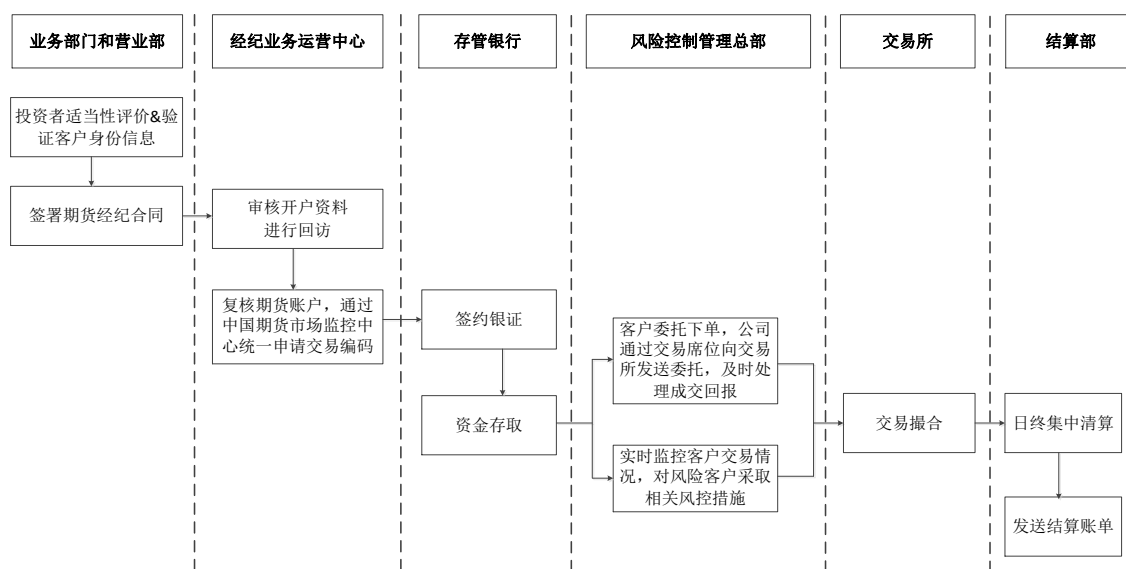 业务部门和营业部
经纪业务运营中心
存管银行
风险控制管理总部
交易所
结算部
投资者适当性评价&验
证客户身份信息
签署期货经纪合同
审核开户资料
进行回访
复核期货账户，通过
中国期货市场监控中
心统一申请交易编码
签约银证
资金存取
客户委托下单，公司
通过交易席位向交易
所发送委托，及时处
理成交回报
实时监控客户交易情
况，对风险客户采取
相关风控措施
交易撮合
日终集中清算
发送结算账单